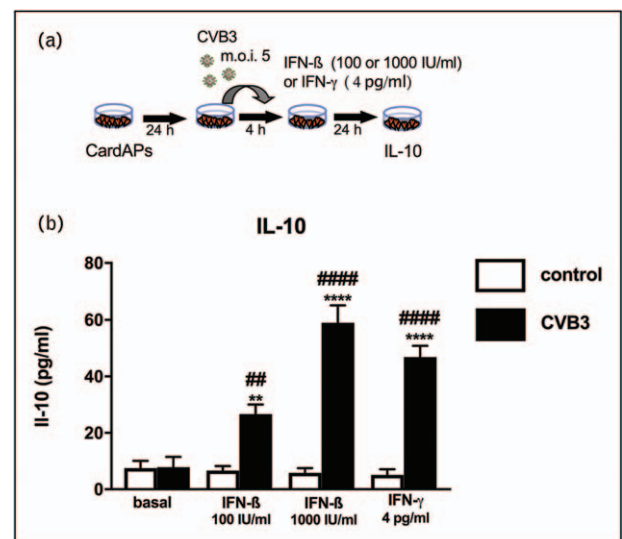 (a)
CVB3
m.o.i. 5
IFN-ß (100 or 1000 IU/ml)
or IFN-γ ( 4 pg/ml)
24 h
4 h
24 h
CardAPs
IL-10
(b)
IL-10
Il-10 (pg/ml)
80
60
40
20
0
##
**
####
****
####
****
basal
IFN-ß
100 IU/ml
IFN-ß
1000 IU/ml
IFN-γ
4 pg/ml
control
CVB3